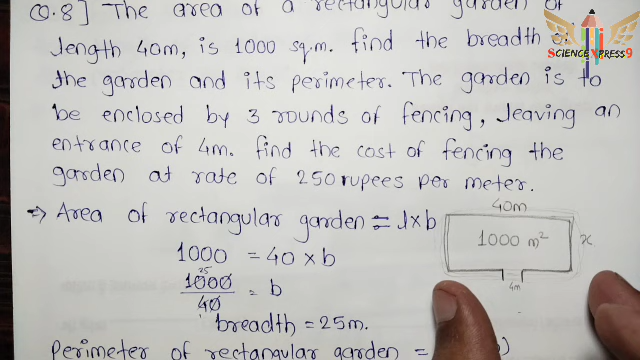 Q.8] The area of a rectangular garden of
length 40m, is 1000 sq.m. find the breadth of
the garden and its perimeter. The garden is to
be enclosed by 3 rounds of fencing, leaving an
entrance of 4m. find the cost of fencing the
garden at rate of 250 rupees per meter.
⇒ Area of rectangular garden = l×b
1000 = 40 × b
25
1000/40 = b
breadth = 25m.
Perimeter of rectangular garden =
40m
1000 m²
x
4m
SCIENCE XPRESS9